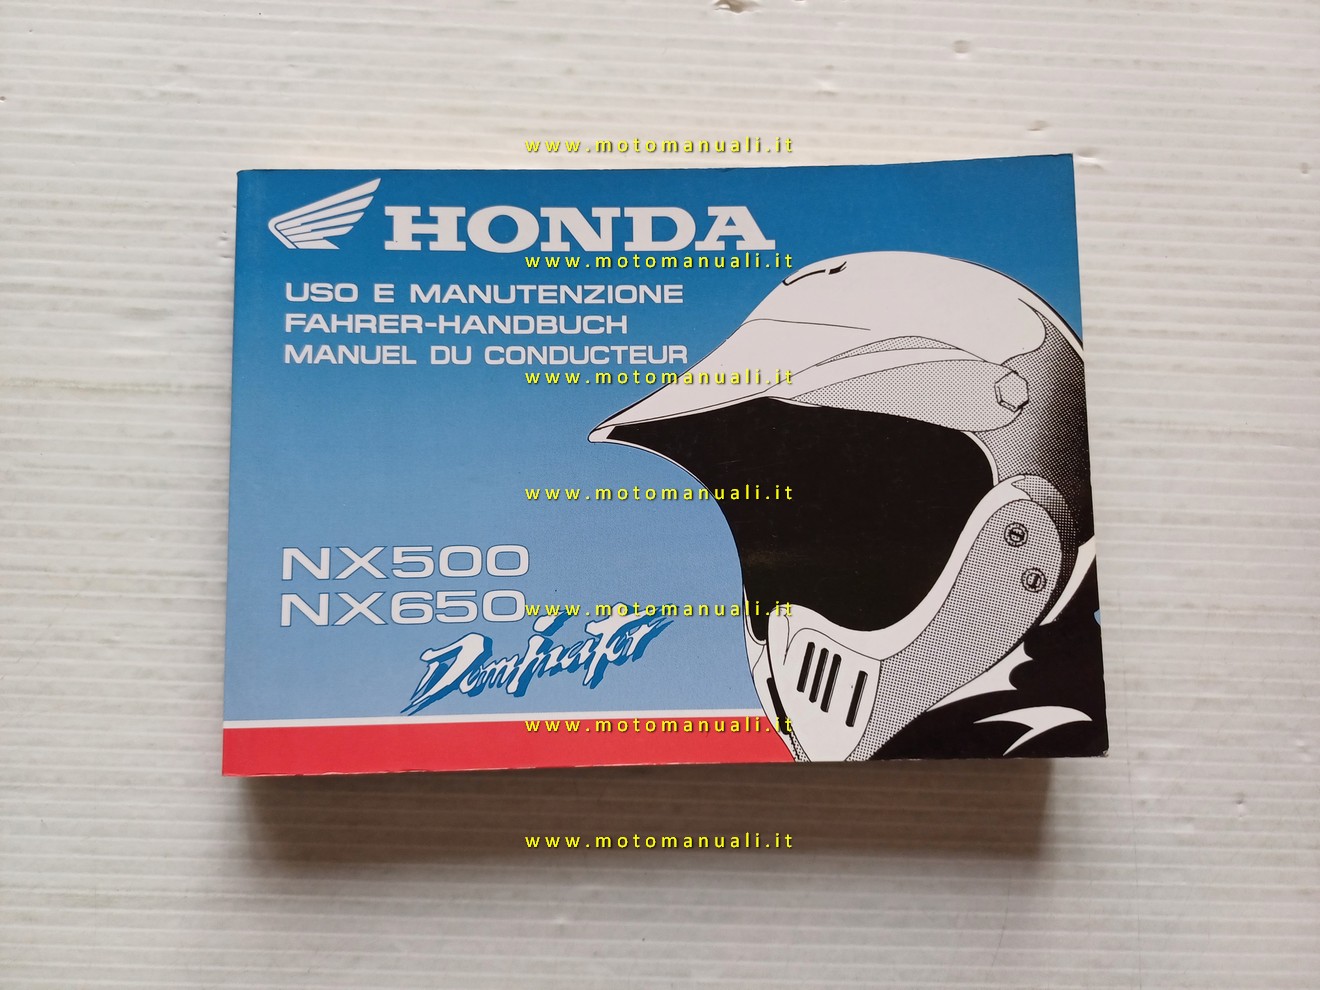 www.motomanuali.it
HONDA
www.motomanuali.it
USO E MANUTENZIONE
FAHRER-HANDBUCH
MANUEL DU CONDUCTEUR
www.motomanuali.it
www.motomanuali.it
NX500
NX650
www.motomanuali.it
Dominator
www.motomanuali.it
www.motomanuali.it